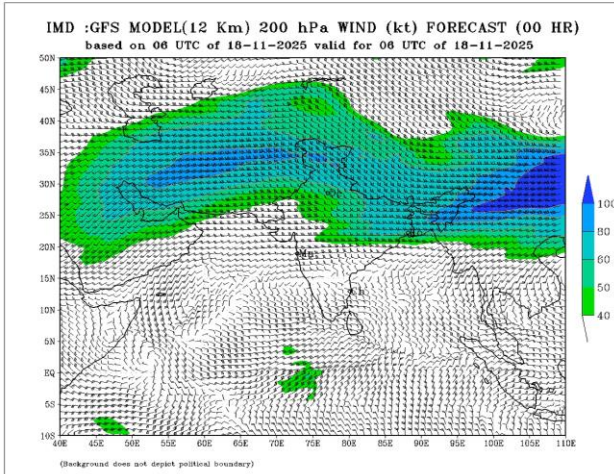 IMD :GFS MODEL(12 Km) 200 hPa WIND (kt) FORECAST (00 HR)
based on 06 UTC of 18-11-2025 valid for 06 UTC of 18-11-2025
50N
45N
40N
35N
30N
25N
20N
15N
10N
5N
EQ
5S
10S
40E 45E 50E 55E 60E 65E 70E 75E 80E 85E 90E 95E 100E 105E 110E
100
80
60
40
(Background does not depict political boundary)